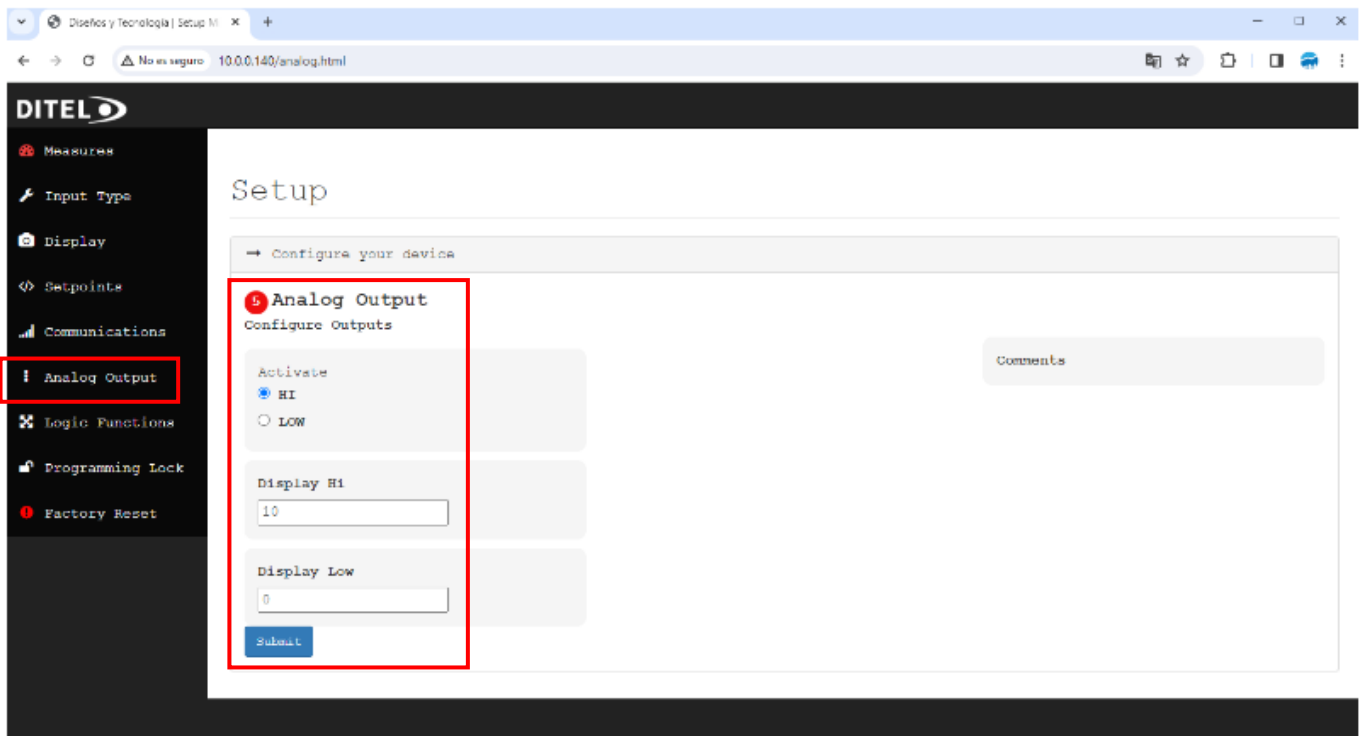 Diseños y Tecnología | Setup M
No es seguro
10.0.0.140/analog.html
DITEL
Measures
Input Type
Display
Setpoints
Communications
Analog Output
Logic Functions
Programming Lock
Factory Reset
Setup
→ Configure your device
5 Analog Output
Configure Outputs
Activate
HI
LOW
Display Hi
10
Display Low
0
Submit
Comments